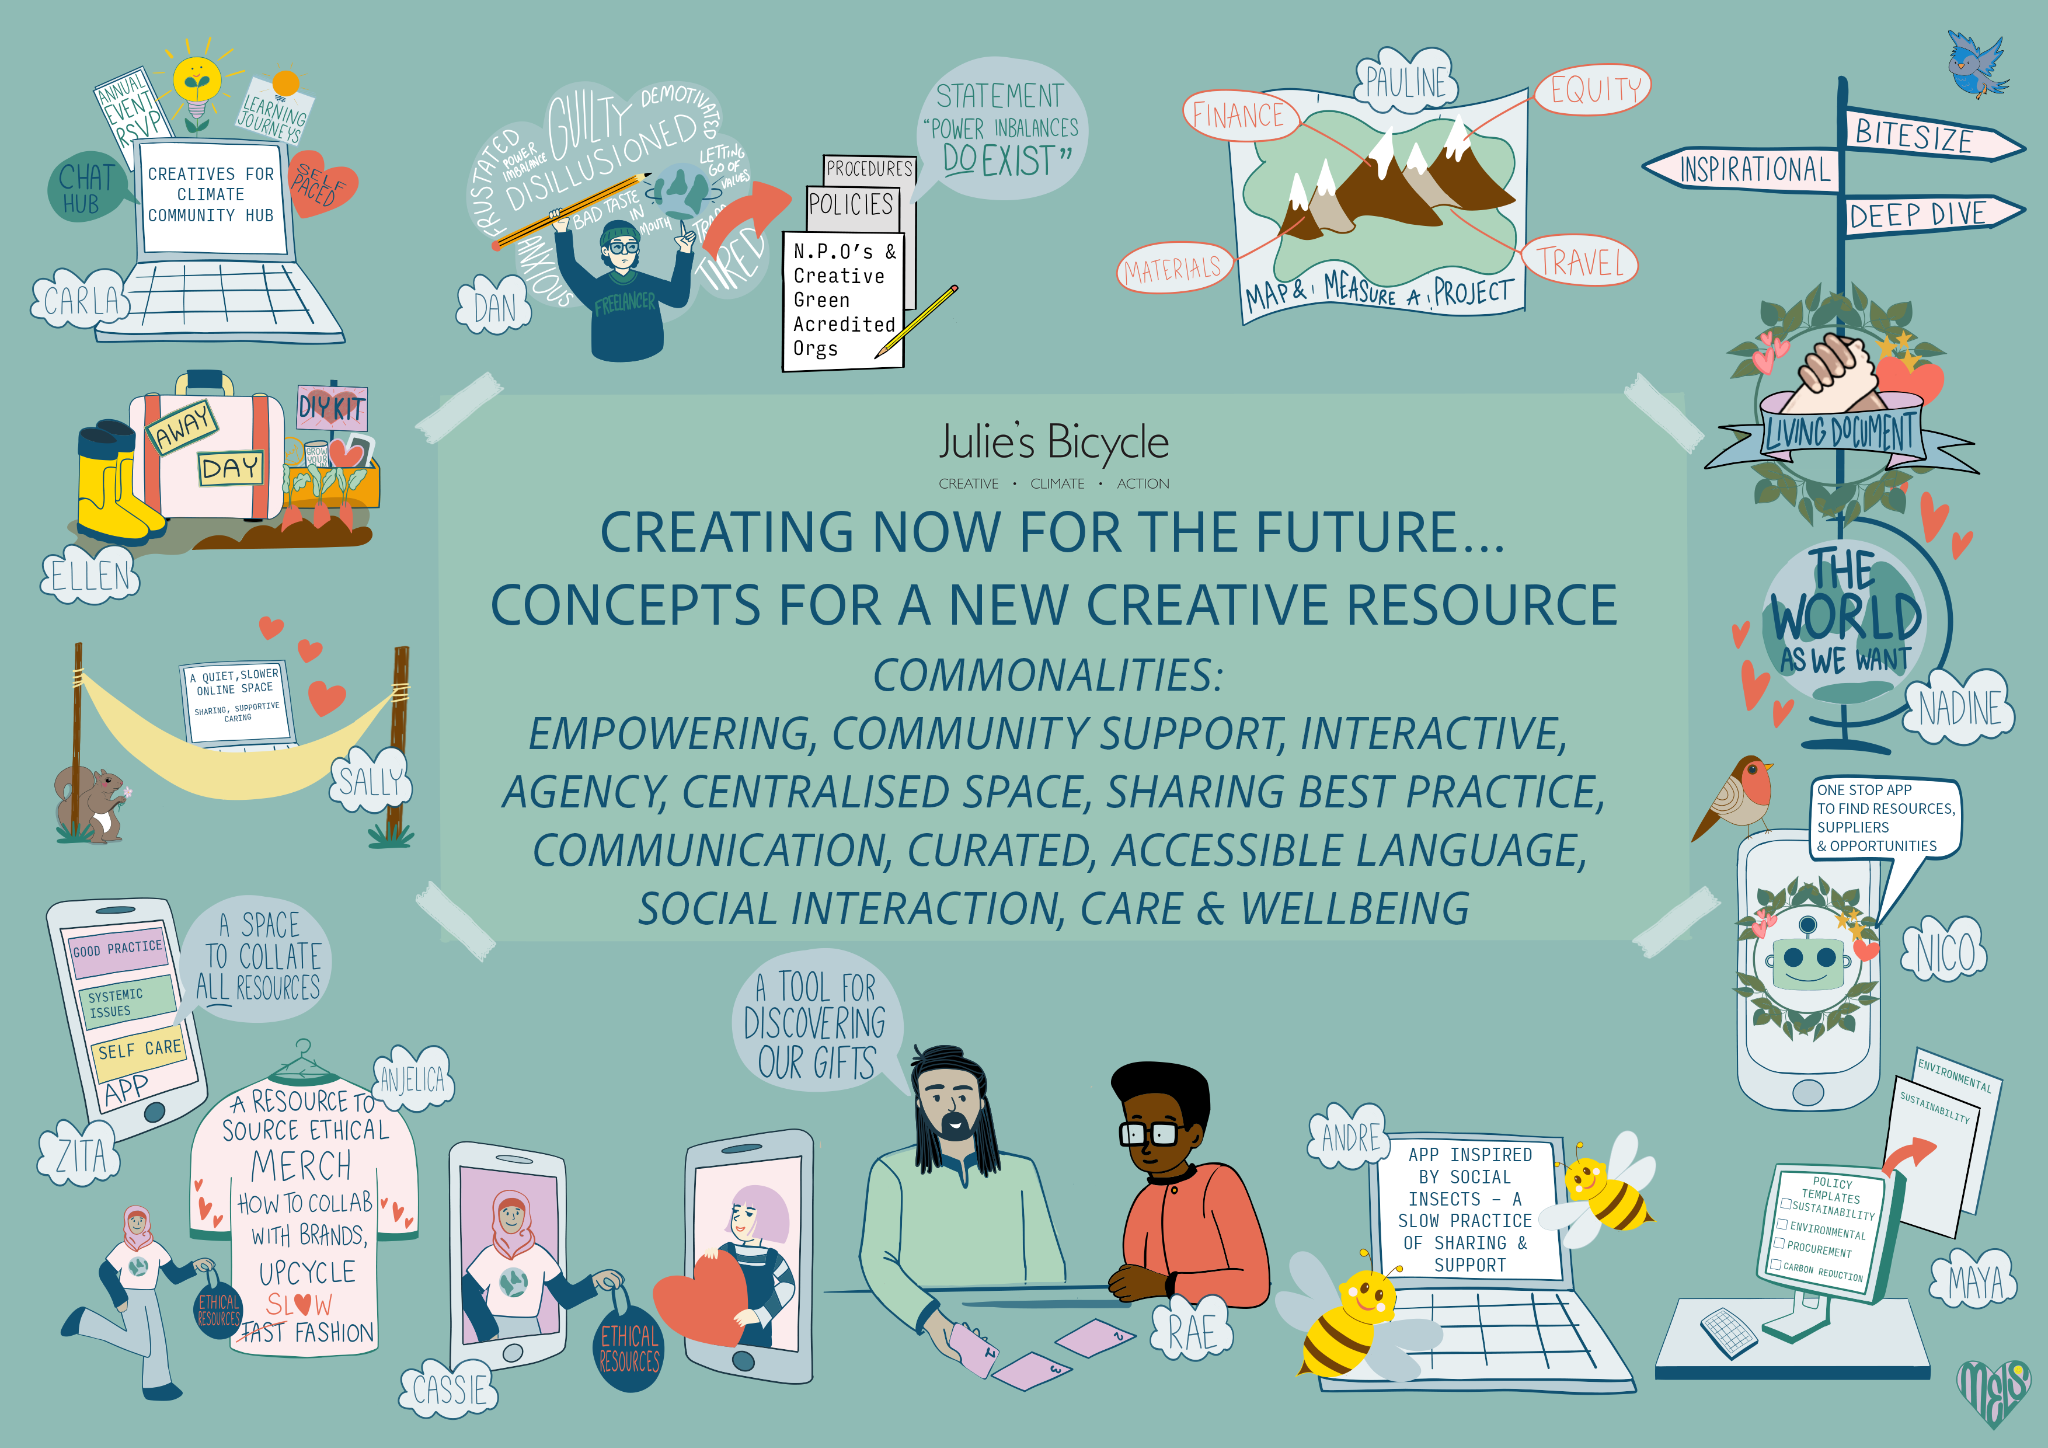 ANNUAL
EVENT
RSVP
LEARNING
JOURNEYS
CHAT
HUB
CREATIVES FOR
CLIMATE
COMMUNITY HUB
SELF
PACED
CARLA
FRUSTATED
POWER
IMBALANCE
GUILTY
DEMOTIVATED
DISILLUSIONED
LETTING
GO OF
VALUES
BAD TASTE
IN
MOUTH
ANXIOUS
TIRED
FREELANCER
DAN
PROCEDURES
POLICIES
N.P.O's &
Creative
Green
Acredited
Orgs
STATEMENT
"POWER INBALANCES
DO EXIST"
PAULINE
FINANCE
EQUITY
MATERIALS
TRAVEL
MAP & MEASURE A PROJECT
BITESIZE
INSPIRATIONAL
DEEP DIVE
LIVING DOCUMENT
THE
WORLD
AS WE WANT
NADINE
AWAY
DAY
DIY KIT
GROW
YOUR
ELLEN
A QUIET,SLOWER
ONLINE SPACE
SHARING, SUPPORTIVE
CARING
SALLY
Julie's Bicycle
CREATIVE • CLIMATE • ACTION
CREATING NOW FOR THE FUTURE...
CONCEPTS FOR A NEW CREATIVE RESOURCE
COMMONALITIES:
EMPOWERING, COMMUNITY SUPPORT, INTERACTIVE,
AGENCY, CENTRALISED SPACE, SHARING BEST PRACTICE,
COMMUNICATION, CURATED, ACCESSIBLE LANGUAGE,
SOCIAL INTERACTION, CARE & WELLBEING
ONE STOP APP
TO FIND RESOURCES,
SUPPLIERS
& OPPORTUNITIES
NICO
GOOD PRACTICE
SYSTEMIC
ISSUES
SELF CARE
APP
A SPACE
TO COLLATE
ALL RESOURCES
ZITA
ANJELICA
A RESOURCE TO
SOURCE ETHICAL
MERCH
HOW TO COLLAB
WITH BRANDS,
UPCYCLE
SLOW
FAST FASHION
ETHICAL
RESOURCES
ETHICAL
RESOURCES
CASSIE
A TOOL FOR
DISCOVERING
OUR GIFTS
1
3
2
RAE
ANDRE
APP INSPIRED
BY SOCIAL
INSECTS – A
SLOW PRACTICE
OF SHARING &
SUPPORT
ENVIRONMENTAL
SUSTAINABILITY
POLICY
TEMPLATES
SUSTAINABILITY
ENVIRONMENTAL
PROCUREMENT
CARBON REDUCTION
MAYA
MELS